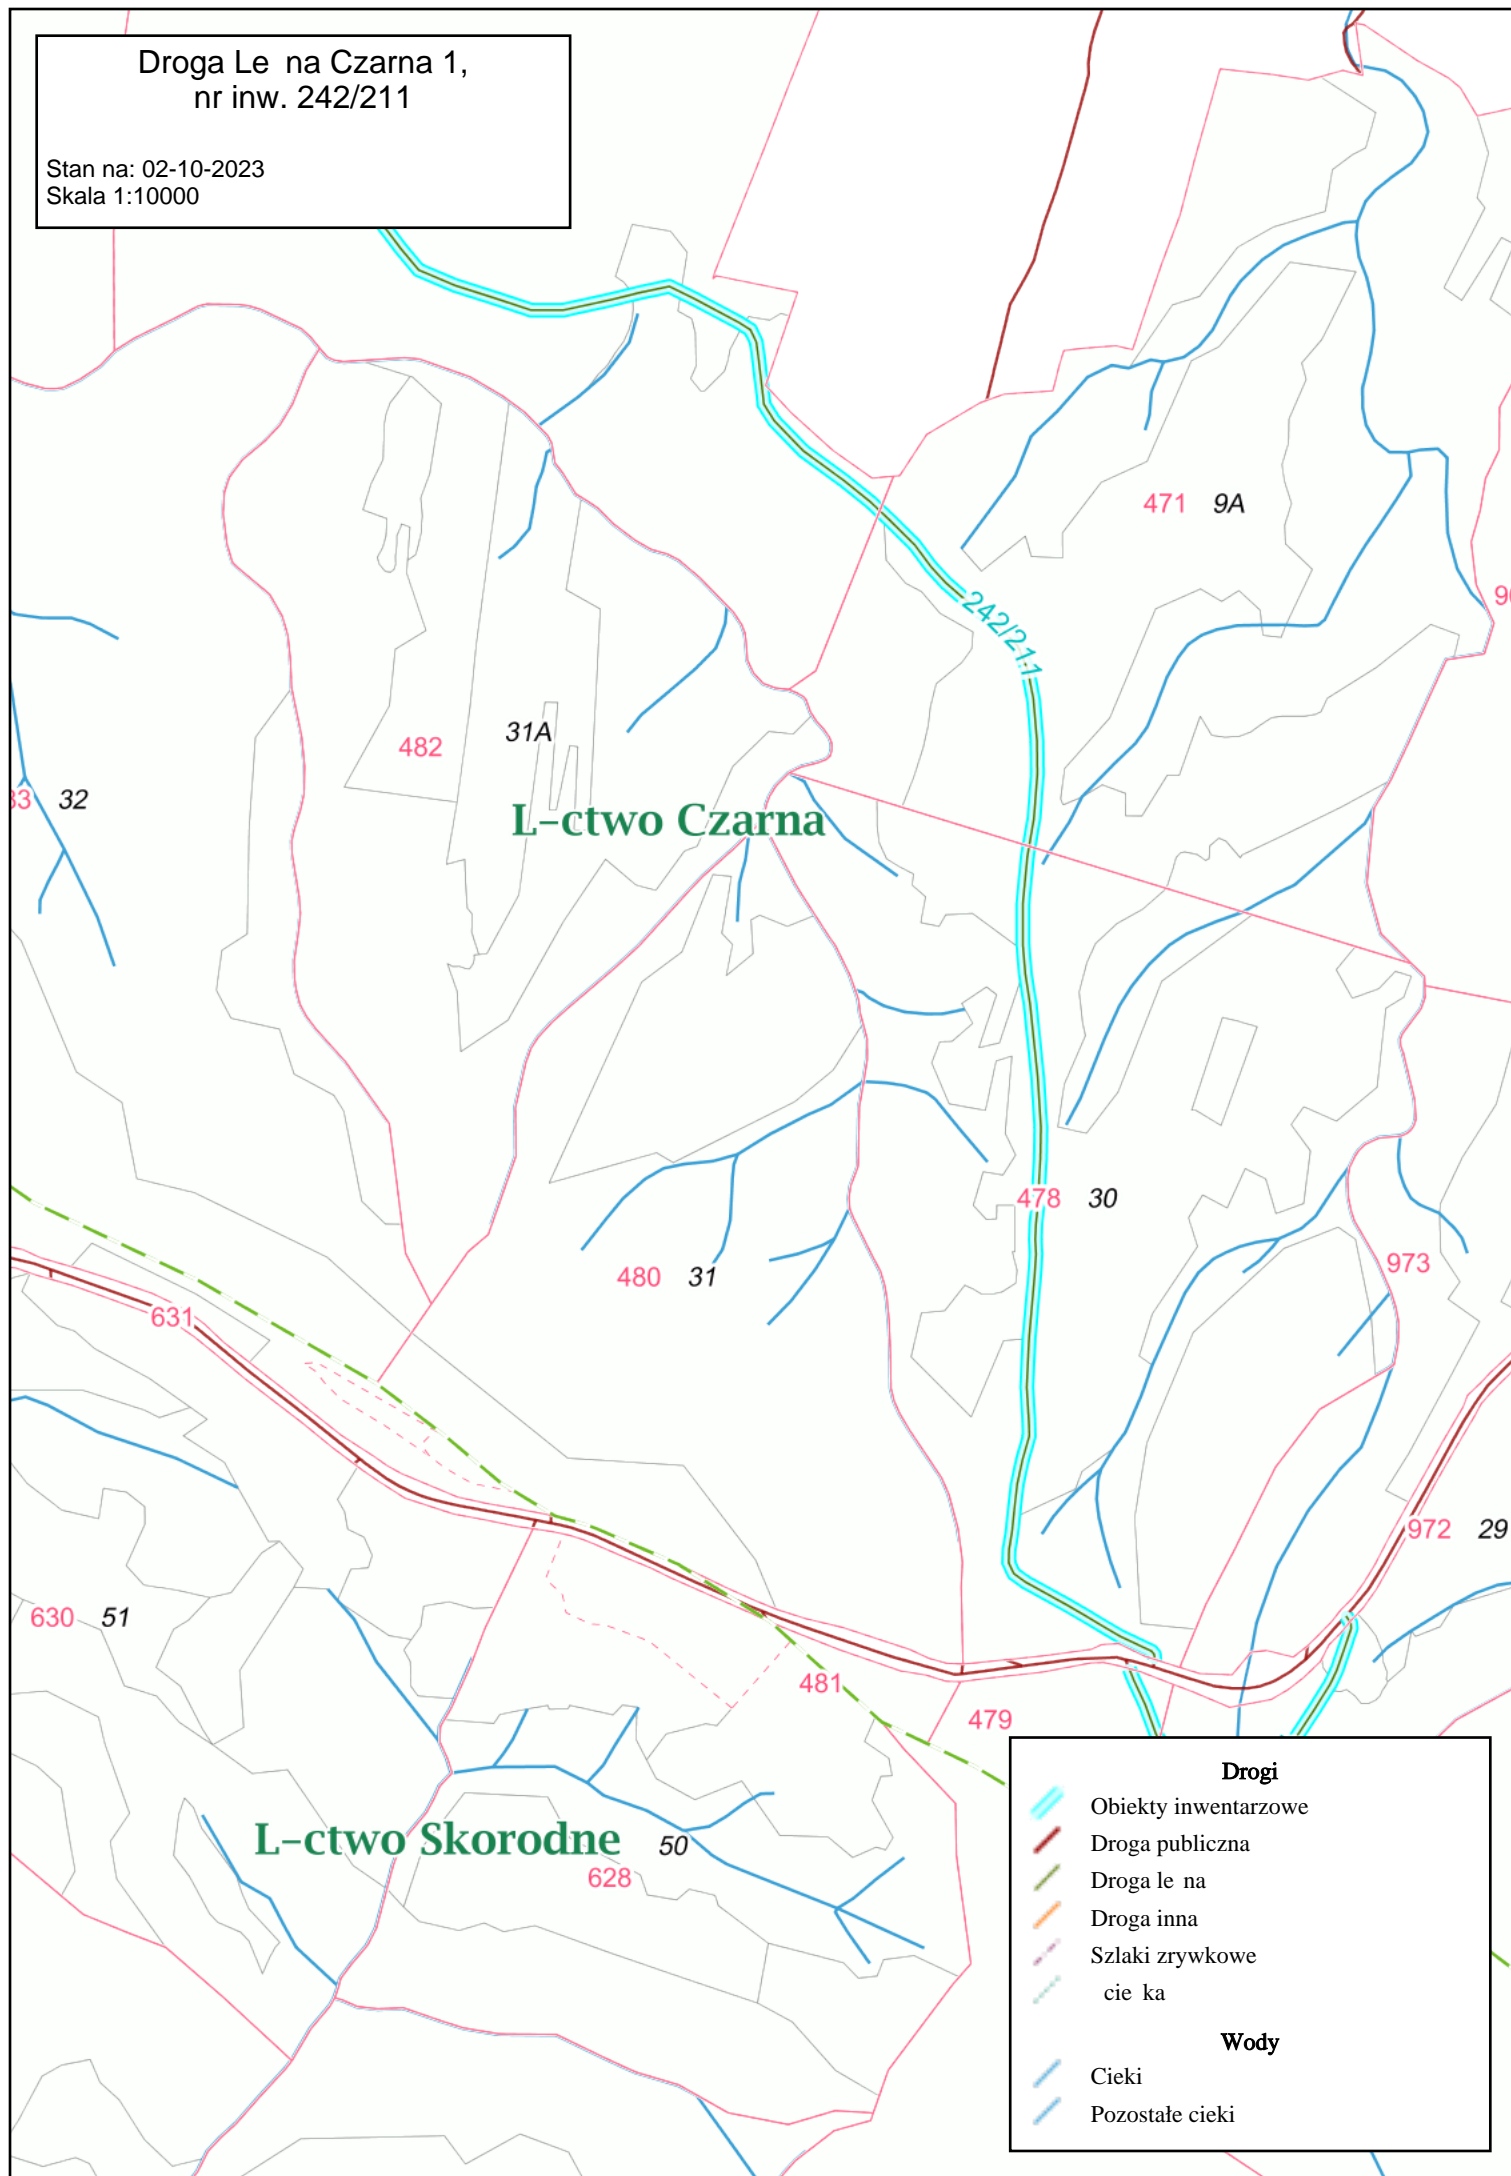 Droga Le na Czarna 1,
nr inw. 242/211
Stan na: 02-10-2023
Skala 1:10000
471 9A
242/211
482
31A
32
L-ctwo Czarna
478 30
973
480 31
631
972 29
630 51
481
479
L-ctwo Skorodne
50
628
Drogi
Obiekty inwentarzowe
Droga publiczna
Droga le na
Droga inna
Szlaki zrywkowe
cie ka
Wody
Cieki
Pozostałe cieki